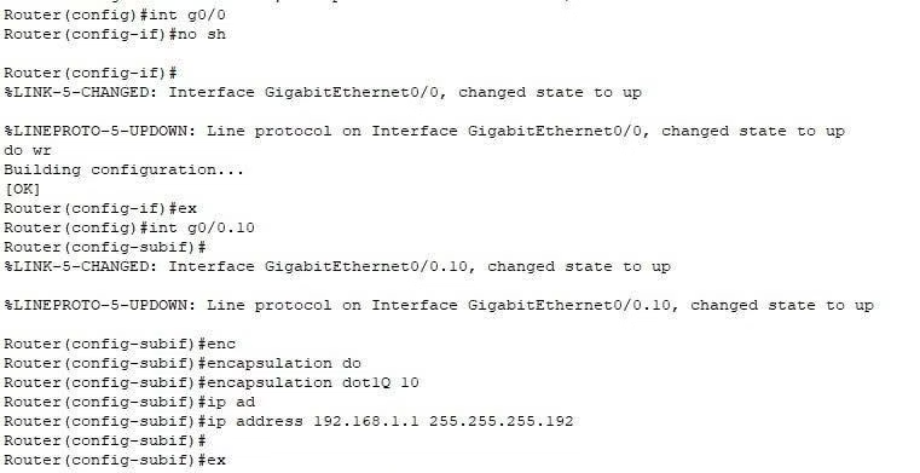 Router(config)#int g0/0
Router(config-if)#no sh
Router(config-if)#
%LINK-5-CHANGED: Interface GigabitEthernet0/0, changed state to up
%LINEPROTO-5-UPDOWN: Line protocol on Interface GigabitEthernet0/0, changed state to up
do wr
Building configuration...
[OK]
Router(config-if)#ex
Router(config)#int g0/0.10
Router(config-subif)#
%LINK-5-CHANGED: Interface GigabitEthernet0/0.10, changed state to up
%LINEPROTO-5-UPDOWN: Line protocol on Interface GigabitEthernet0/0.10, changed state to up
Router(config-subif)#enc
Router(config-subif)#encapsulation do
Router(config-subif)#encapsulation dot1Q 10
Router(config-subif)#ip ad
Router(config-subif)#ip address 192.168.1.1 255.255.255.192
Router(config-subif)#
Router(config-subif)#ex